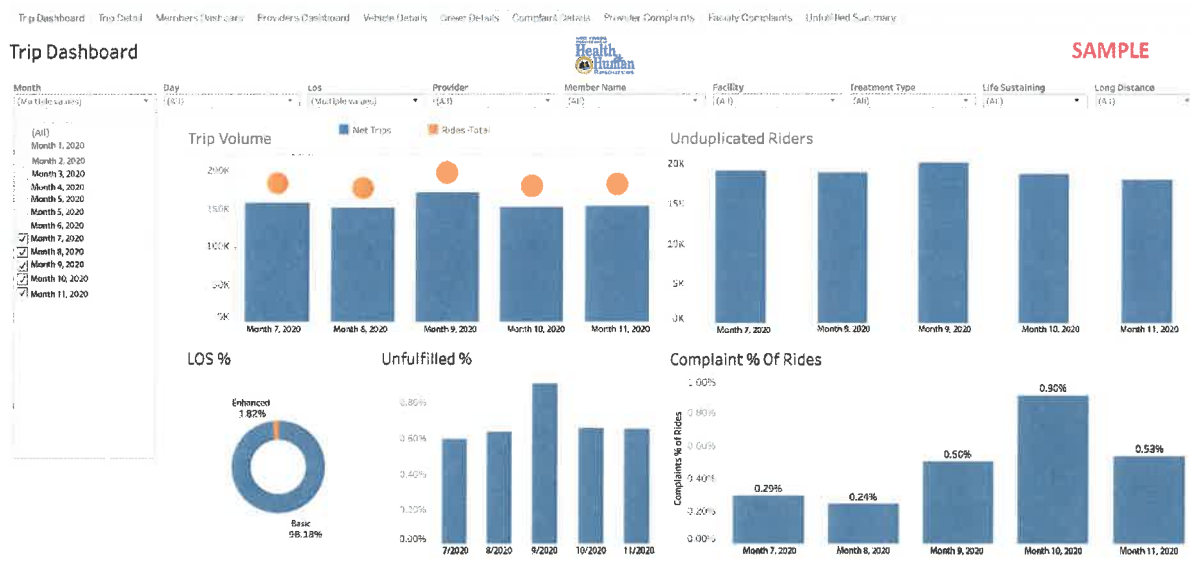 Trip Dashboard Trip Detail Members Dashboard Providers Dashboard Vehicle Details Driver Details Complaint Details Provider Complaints Facility Complaints Unfulfilled Summary
Trip Dashboard
Health
Human
Resources
SAMPLE
Month Day Los Provider Member Name Facility Treatment Type Life Sustaining Long Distance
(Multiple values) (All) (Multiple values) (All) (All) (All) (All) (All) (All)
(All)
Month 1, 2020
Month 2, 2020
Month 3, 2020
Month 4, 2020
Month 5, 2020
Month 5, 2020
Month 6, 2020
Month 7, 2020
Month 8, 2020
Month 9, 2020
Month 10, 2020
Month 11, 2020
Trip Volume
Net Trips
Rides-Total
200K
150K
100K
Month 7, 2020 Month 8, 2020 Month 9, 2020 Month 10, 2020 Month 11, 2020
Unduplicated Riders
20K
15K
5K
0K
Month 7, 2020 Month 9, 2020 Month 10, 2020 Month 11, 2020
LOS %
Enhanced
1.82%
Basic
98.18%
Unfulfilled %
0.80%
0.60%
0.40%
0.20%
0.00%
7/2020 8/2020 9/2020 10/2020 11/2020
Complaint % Of Rides
Complaints % of Rides
1.00%
0.80%
0.60%
0.40%
0.20%
0.00%
0.29%
0.24%
0.50%
0.90%
0.53%
Month 7, 2020 Month 8, 2020 Month 9, 2020 Month 10, 2020 Month 11, 2020